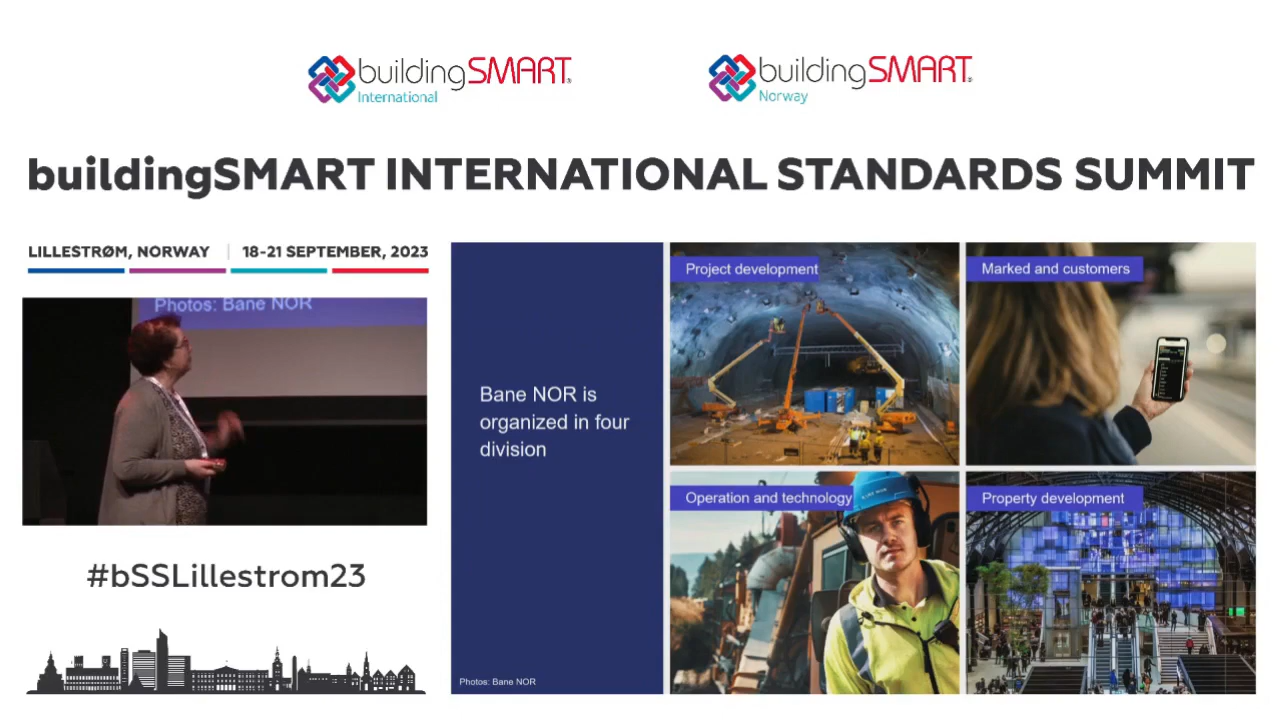 buildingSMART®
International
buildingSMART®
Norway
buildingSMART INTERNATIONAL STANDARDS SUMMIT
LILLESTRØM, NORWAY | 18-21 SEPTEMBER, 2023
Photos: Bane NOR
#bSSLillestrom23
Bane NOR is
organized in four
division
Photos: Bane NOR
Project development
Marked and customers
Operation and technology
BANE NOR
Property development